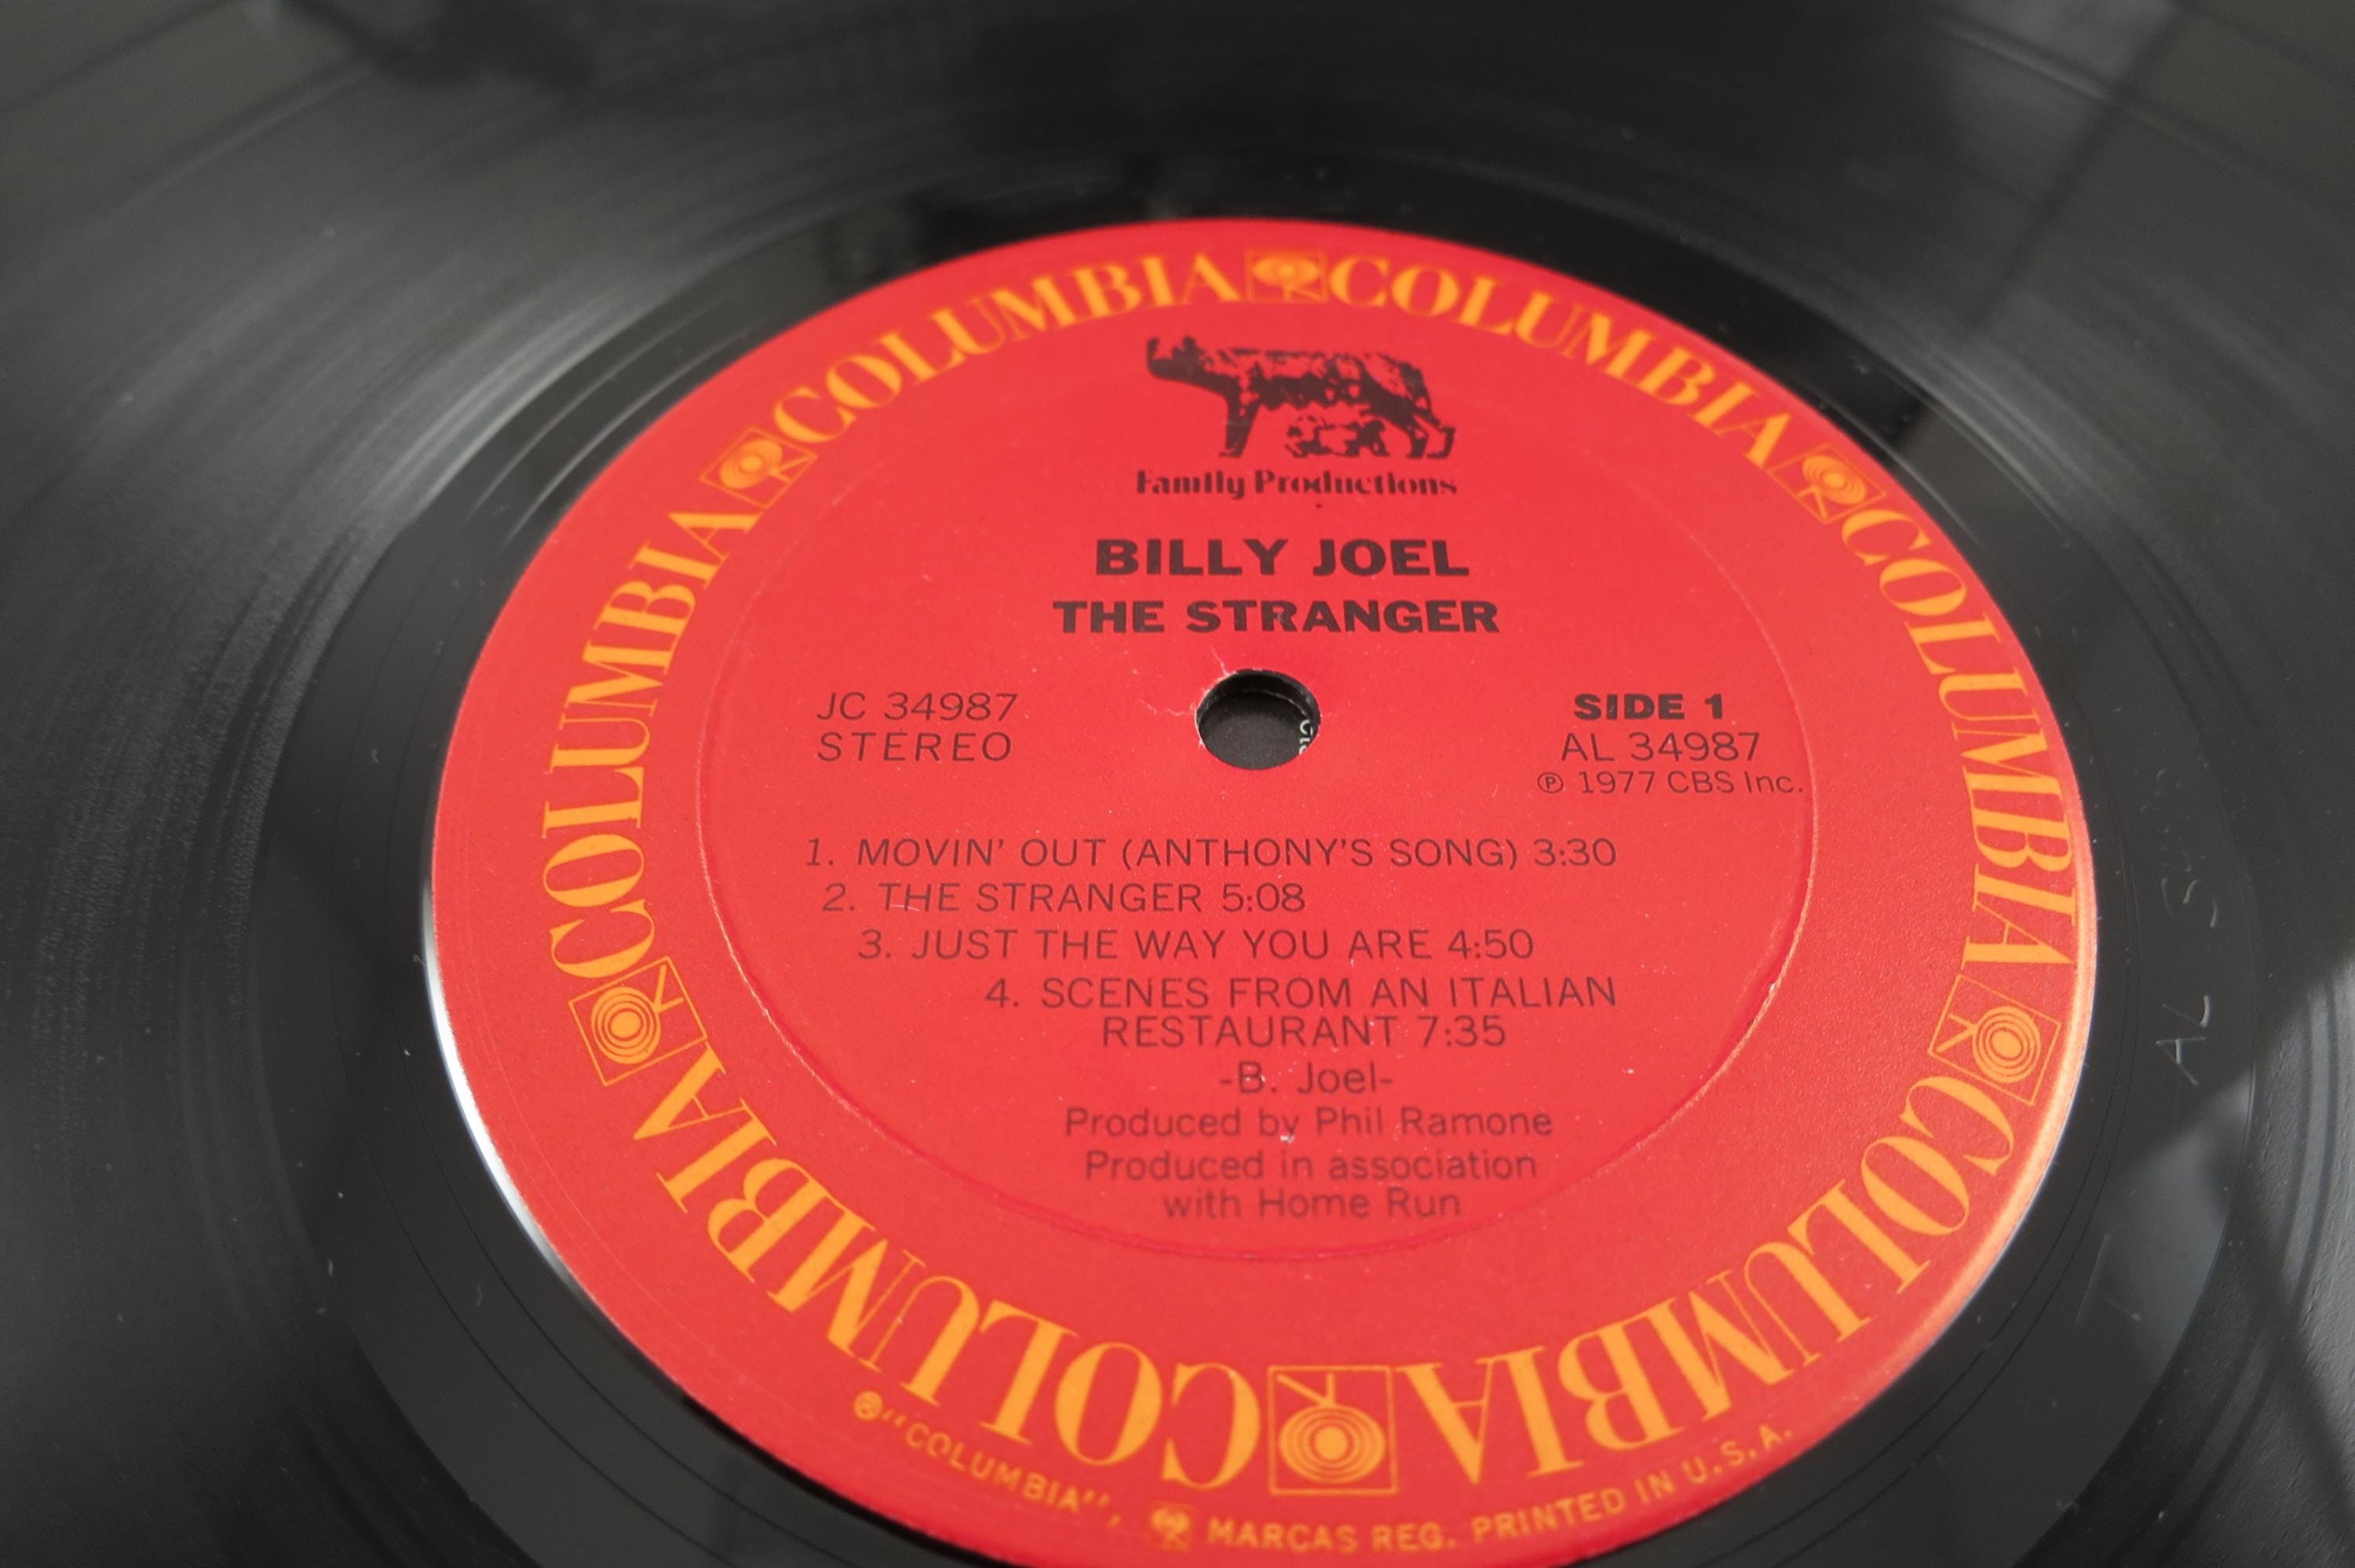 COLUMBIA COLUMBIA COLUMBIA COLUMBIA COLUMBIA COLUMBIA
Family Productions
BILLY JOEL
THE STRANGER
JC 34987
STEREO
SIDE 1
AL 34987
℗ 1977 CBS Inc.
1. MOVIN' OUT (ANTHONY'S SONG) 3:30
2. THE STRANGER 5:08
3. JUST THE WAY YOU ARE 4:50
4. SCENES FROM AN ITALIAN
RESTAURANT 7:35
-B. Joel-
Produced by Phil Ramone
Produced in association
with Home Run
® "COLUMBIA", MARCAS REG. PRINTED IN U.S.A.
AL